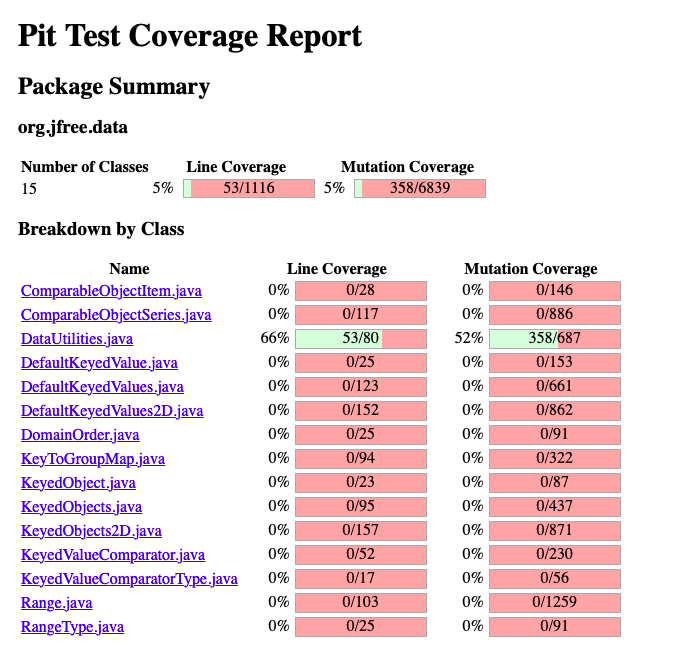 Pit Test Coverage Report
Package Summary
org.jfree.data
Number of Classes Line Coverage Mutation Coverage
15 5% 53/1116 5% 358/6839
Breakdown by Class
Name Line Coverage Mutation Coverage
ComparableObjectItem.java 0% 0/28 0% 0/146
ComparableObjectSeries.java 0% 0/117 0% 0/886
DataUtilities.java 66% 53/80 52% 358/687
DefaultKeyedValue.java 0% 0/25 0% 0/153
DefaultKeyedValues.java 0% 0/123 0% 0/661
DefaultKeyedValues2D.java 0% 0/152 0% 0/862
DomainOrder.java 0% 0/25 0% 0/91
KeyToGroupMap.java 0% 0/94 0% 0/322
KeyedObject.java 0% 0/23 0% 0/87
KeyedObjects.java 0% 0/95 0% 0/437
KeyedObjects2D.java 0% 0/157 0% 0/871
KeyedValueComparator.java 0% 0/52 0% 0/230
KeyedValueComparatorType.java 0% 0/17 0% 0/56
Range.java 0% 0/103 0% 0/1259
RangeType.java 0% 0/25 0% 0/91